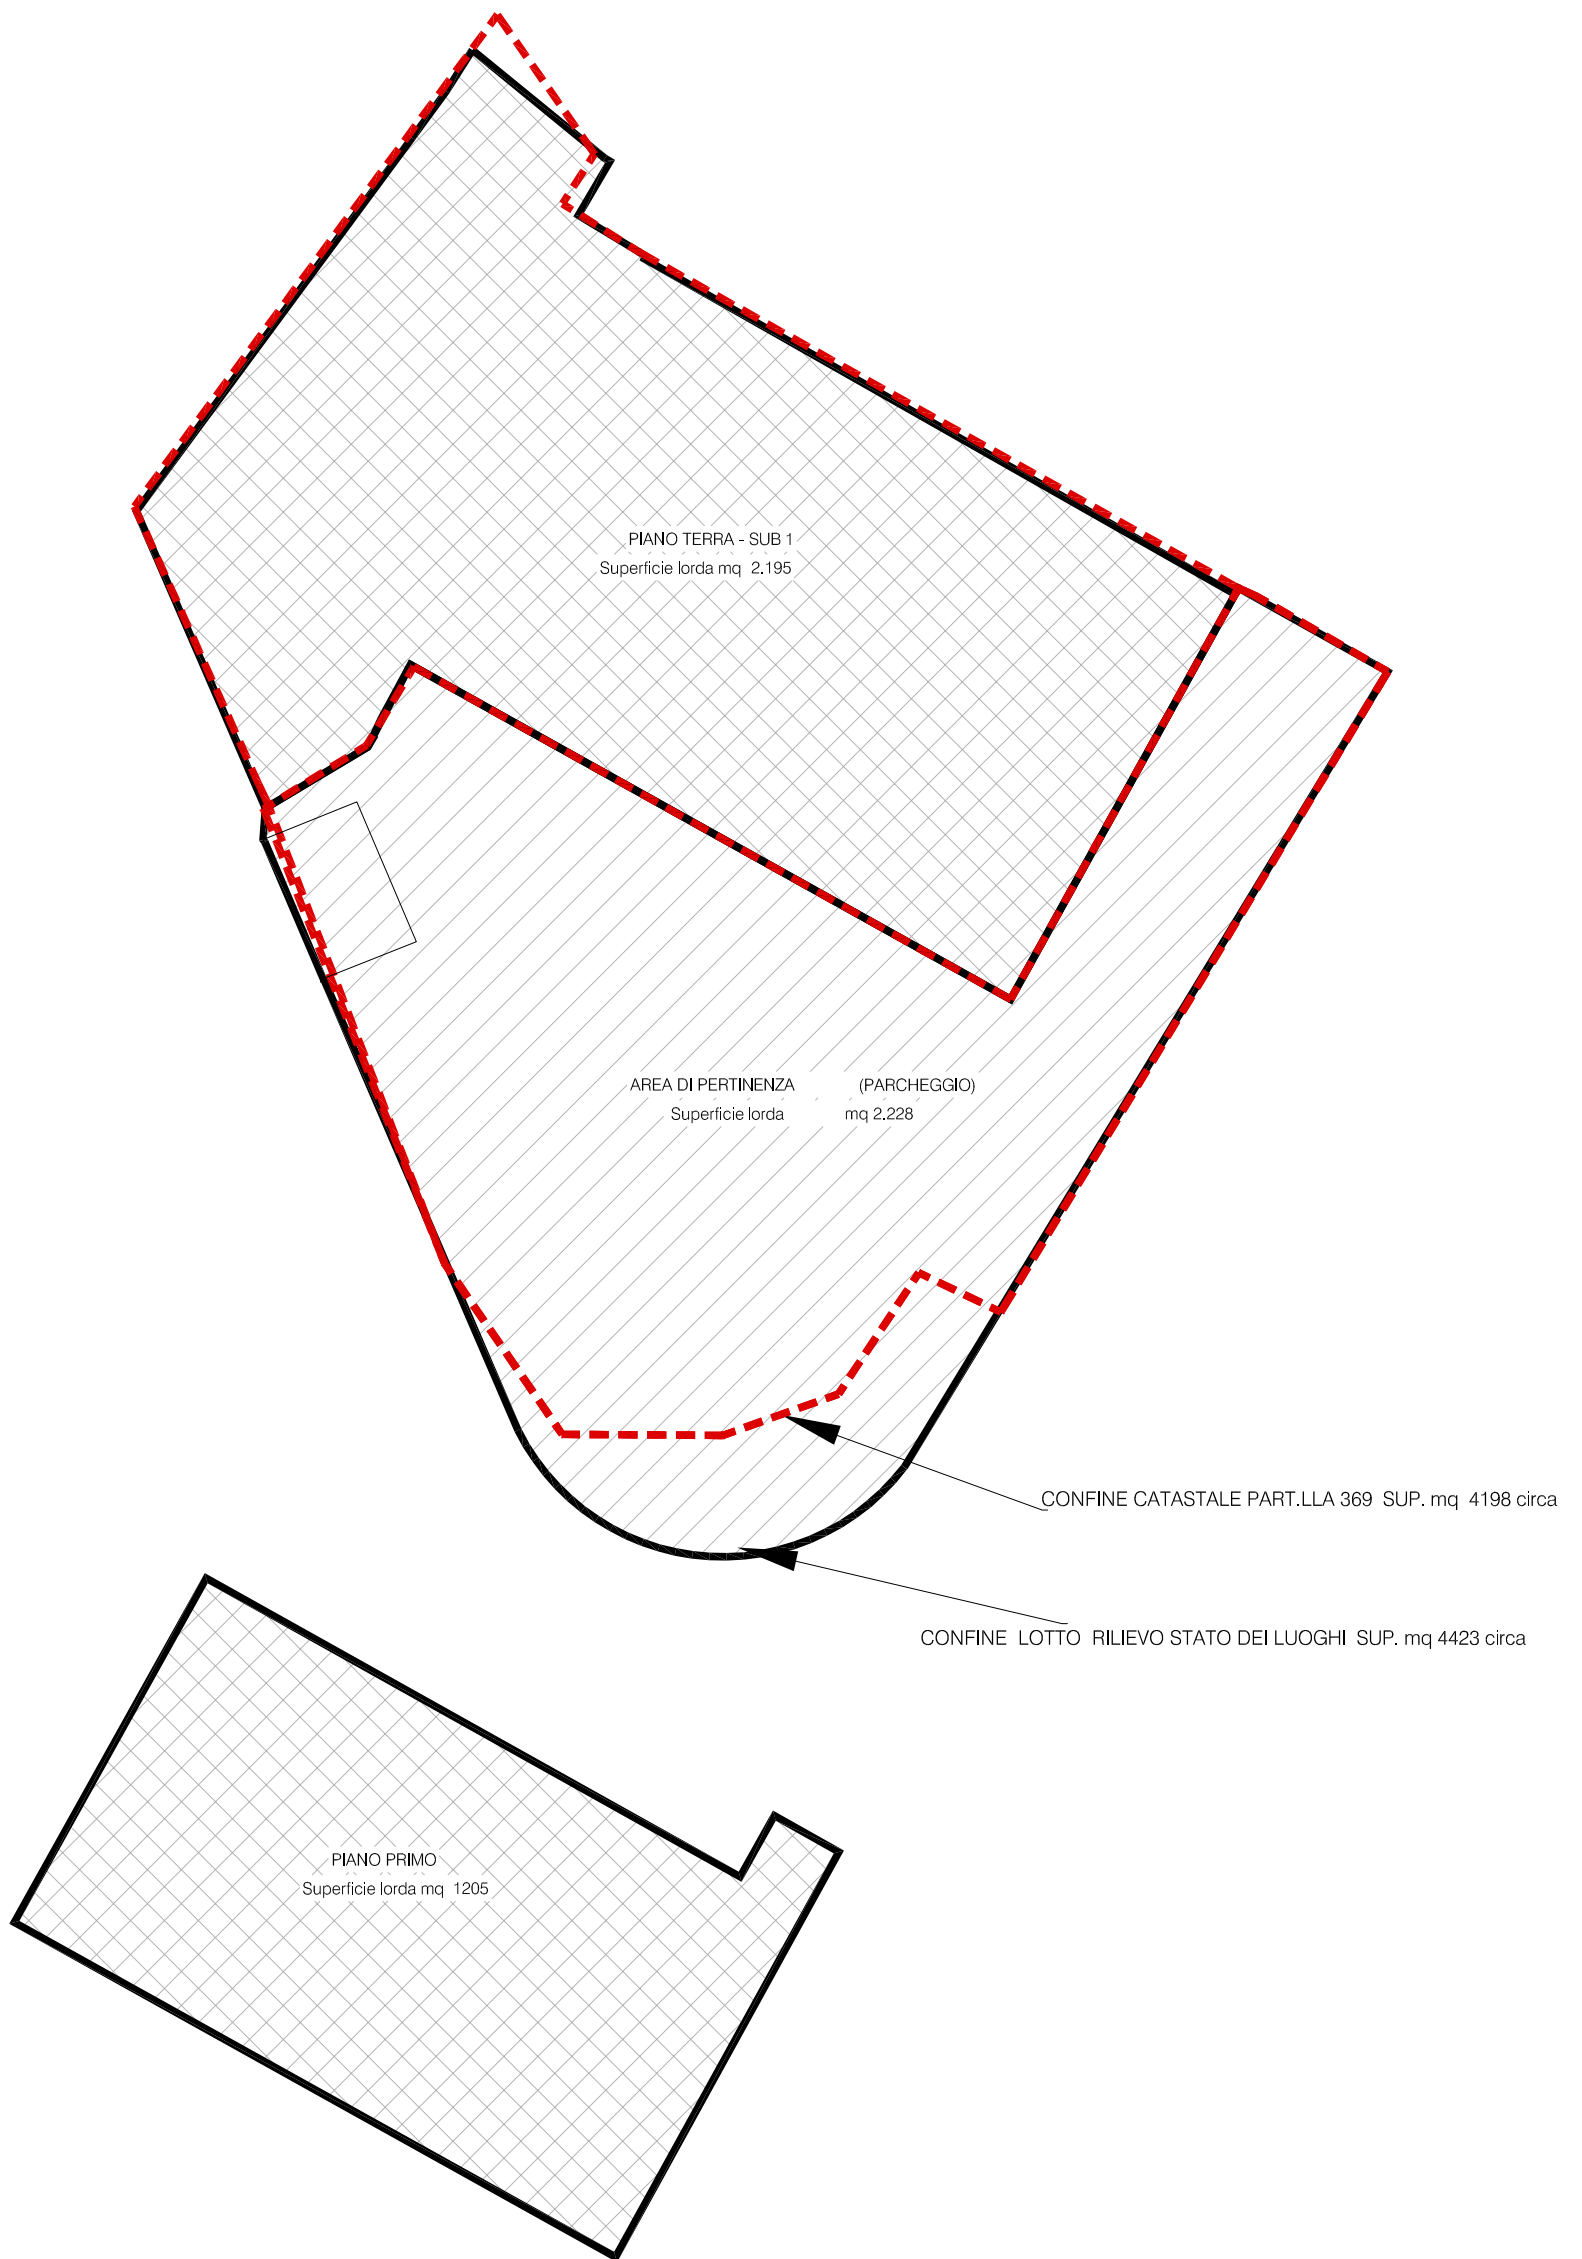 PIANO TERRA - SUB 1
Superficie lorda mq 2.195
AREA DI PERTINENZA (PARCHEGGIO)
Superficie lorda mq 2.228
CONFINE CATASTALE PART.LLA 369 SUP. mq 4198 circa
CONFINE LOTTO RILIEVO STATO DEI LUOGHI SUP. mq 4423 circa
PIANO PRIMO
Superficie lorda mq 1205